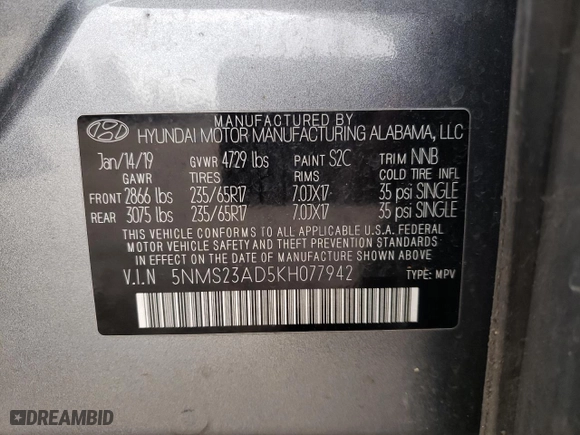 MANUFACTURED BY
HYUNDAI MOTOR MANUFACTURING ALABAMA, LLC
Jan/14/19 GVWR 4729 lbs PAINT S2C TRIM NNB
GAWR TIRES RIMS COLD TIRE INFL
FRONT 2866 lbs 235/65R17 7.0JX17 35 psi SINGLE
REAR 3075 lbs 235/65R17 7.0JX17 35 psi SINGLE
THIS VEHICLE CONFORMS TO ALL APPLICABLE U.S.A. FEDERAL
MOTOR VEHICLE SAFETY AND BUMPER STANDARDS IN EFFECT ON
THE DATE OF MANUFACTURE SHOWN ABOVE.
V.I.N 5NMS23AD5KH077942 TYPE: MPV
DREAMBID